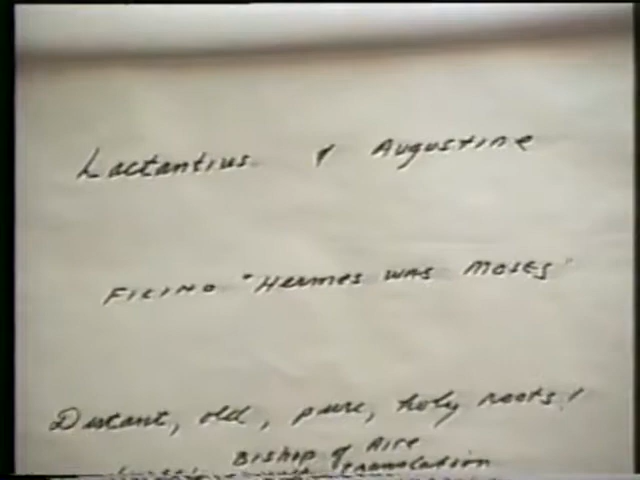 Lactantius & Augustine
FICINO "Hermes was Moses"
Distant, old, pure, holy roots!
Bishop of Aire
translation